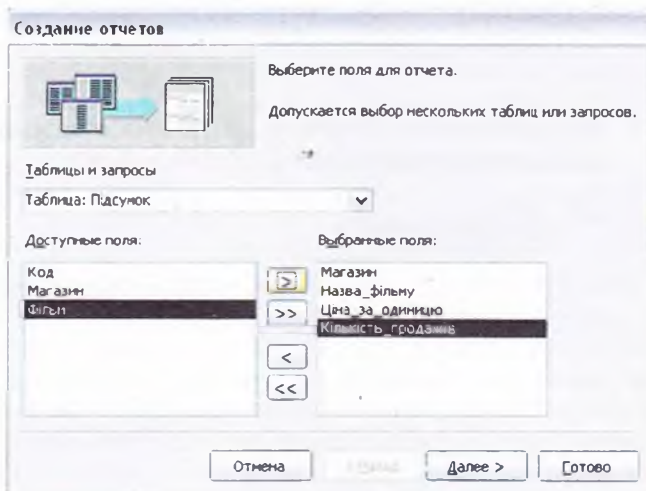 Создание отчетов
Выберите поля для отчета.
Допускается выбор нескольких таблиц или запросов.
Таблицы и запросы
Таблица: Підсумок
Доступные поля:
Выбранные поля:
Код
Магазин
Фільм
>
>>
<
<<
Магазин
Назва_фільму
Ціна_за_одиницю
Кількість_продажів
Отмена
< Назад
Далее >
Готово